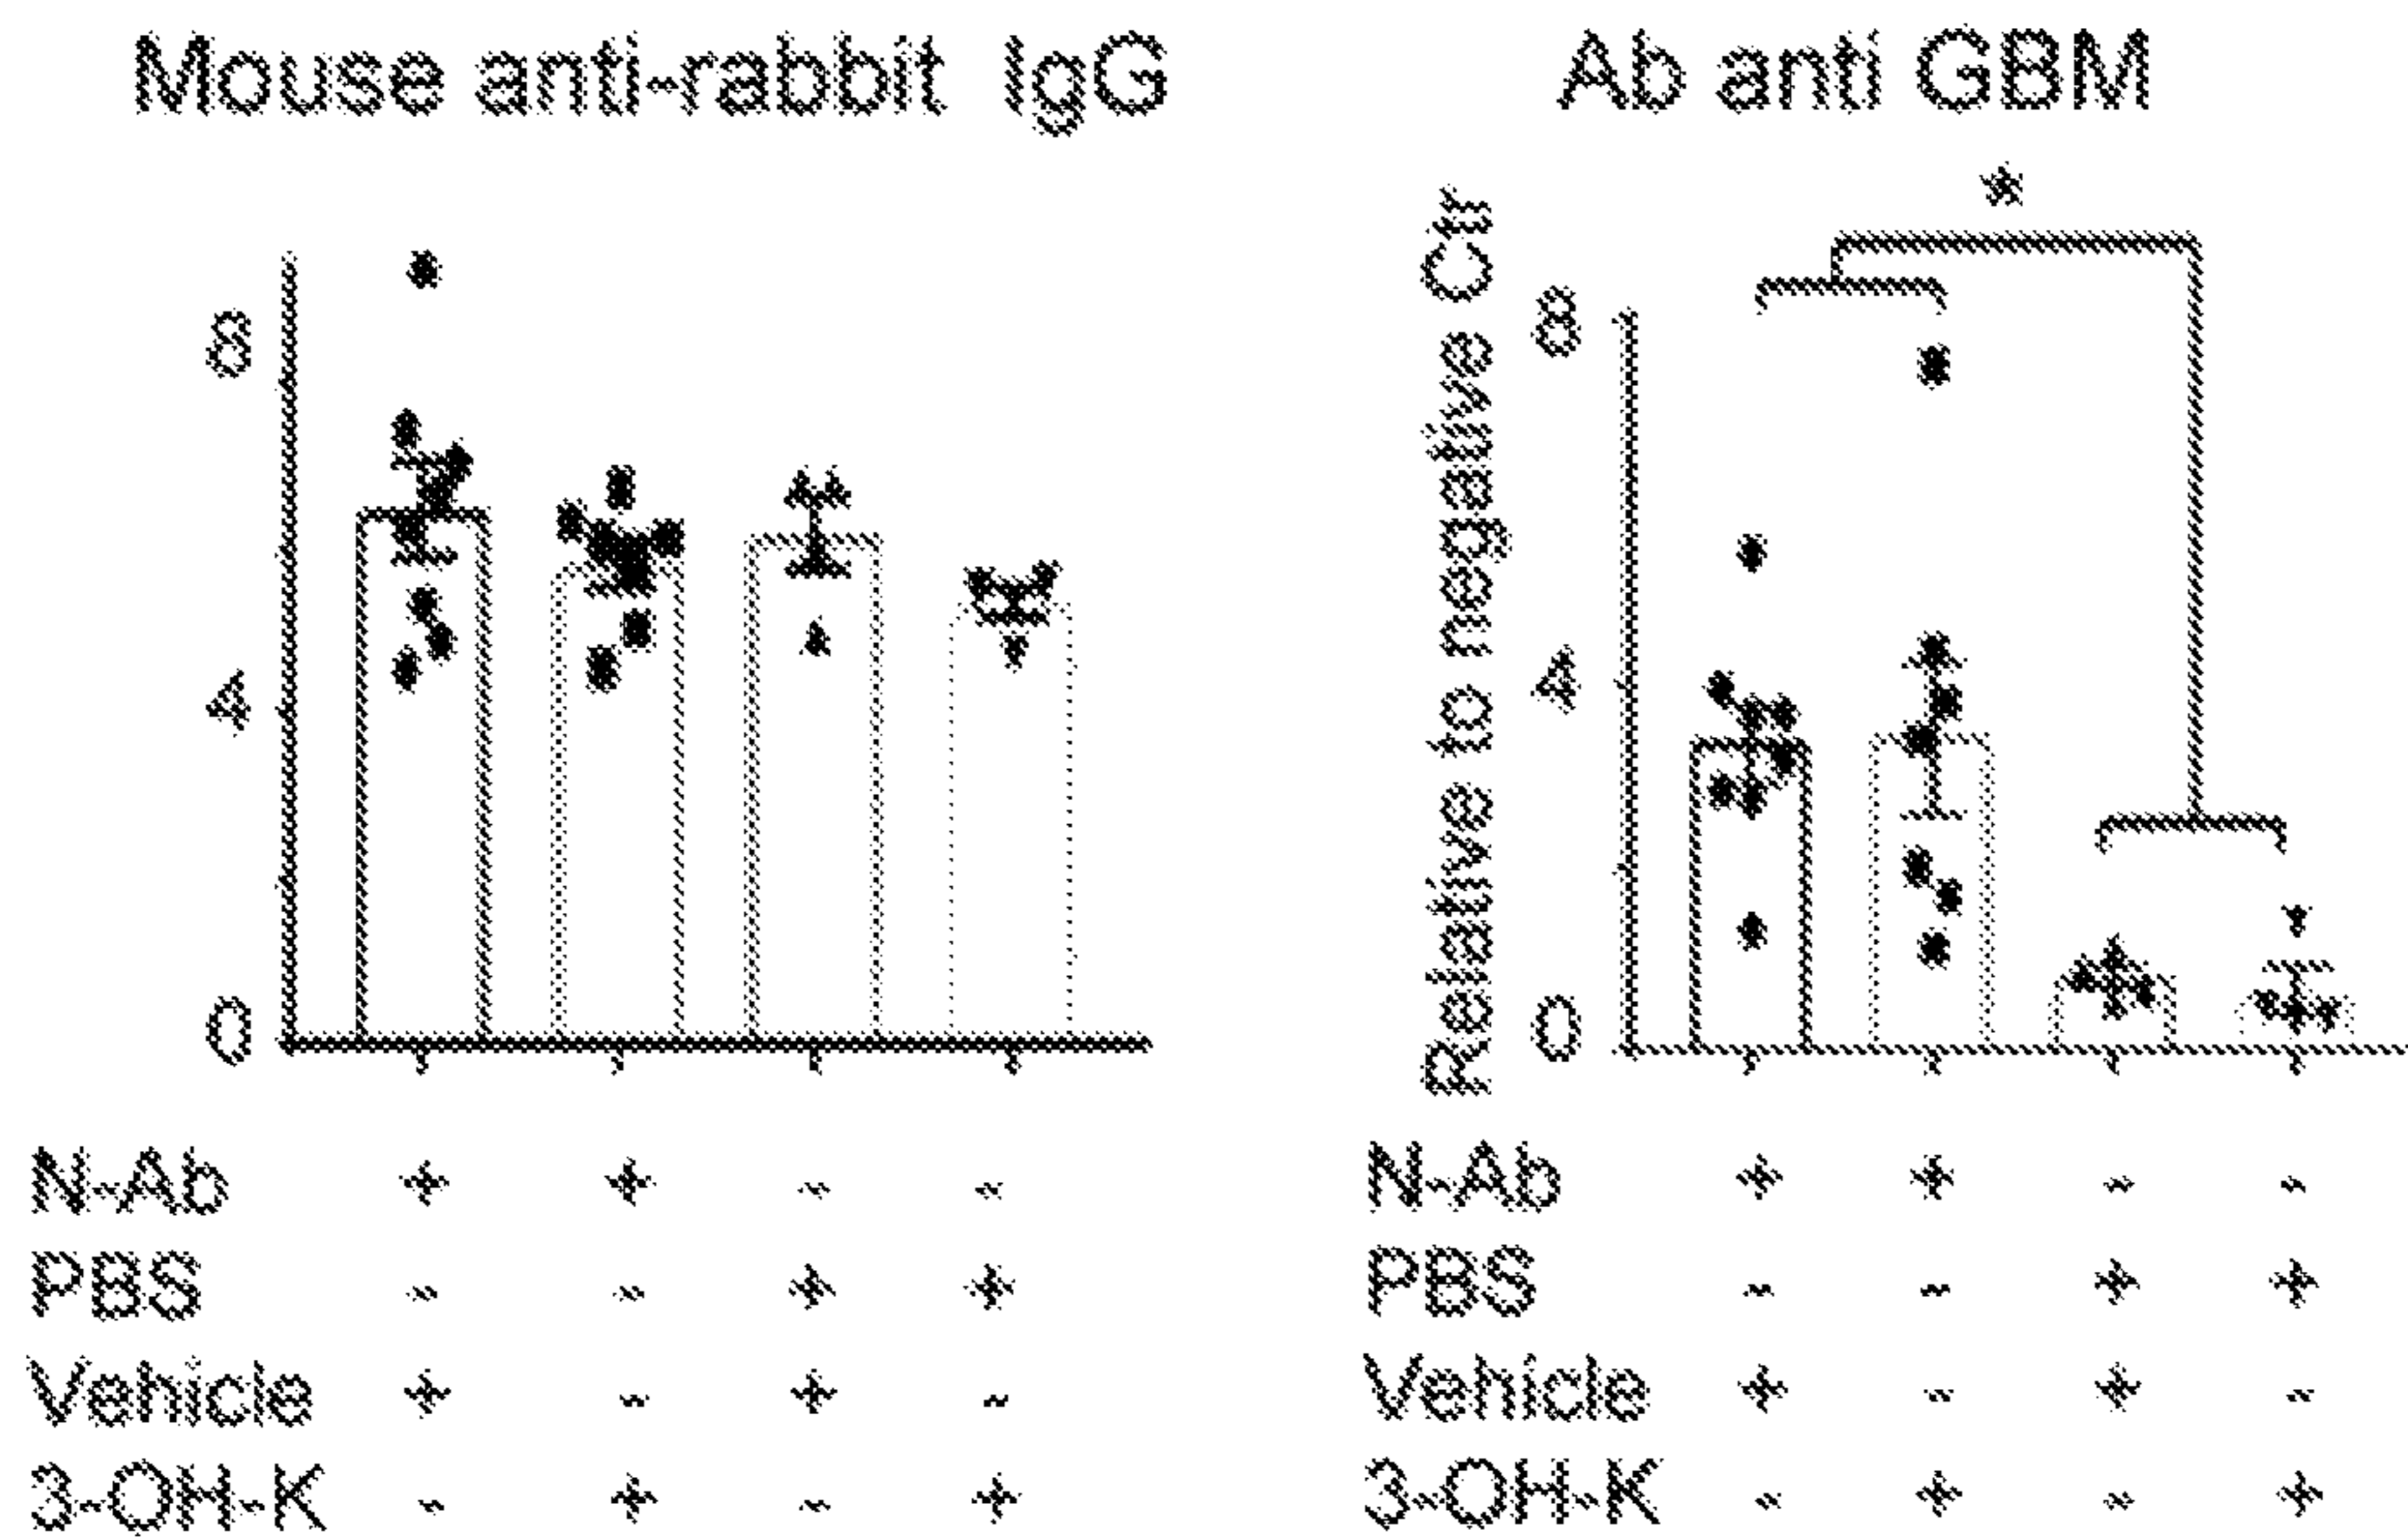 Mouse anti-rabbit IgG
8
4
0
N-Ab + + - -
PBS - - + +
Vehicle + - + -
3-OH-K - + - +
Ab anti GBM
*
Relative to negative Ctr
8
4
0
N-Ab + + - -
PBS - - + +
Vehicle + - + -
3-OH-K - + - +